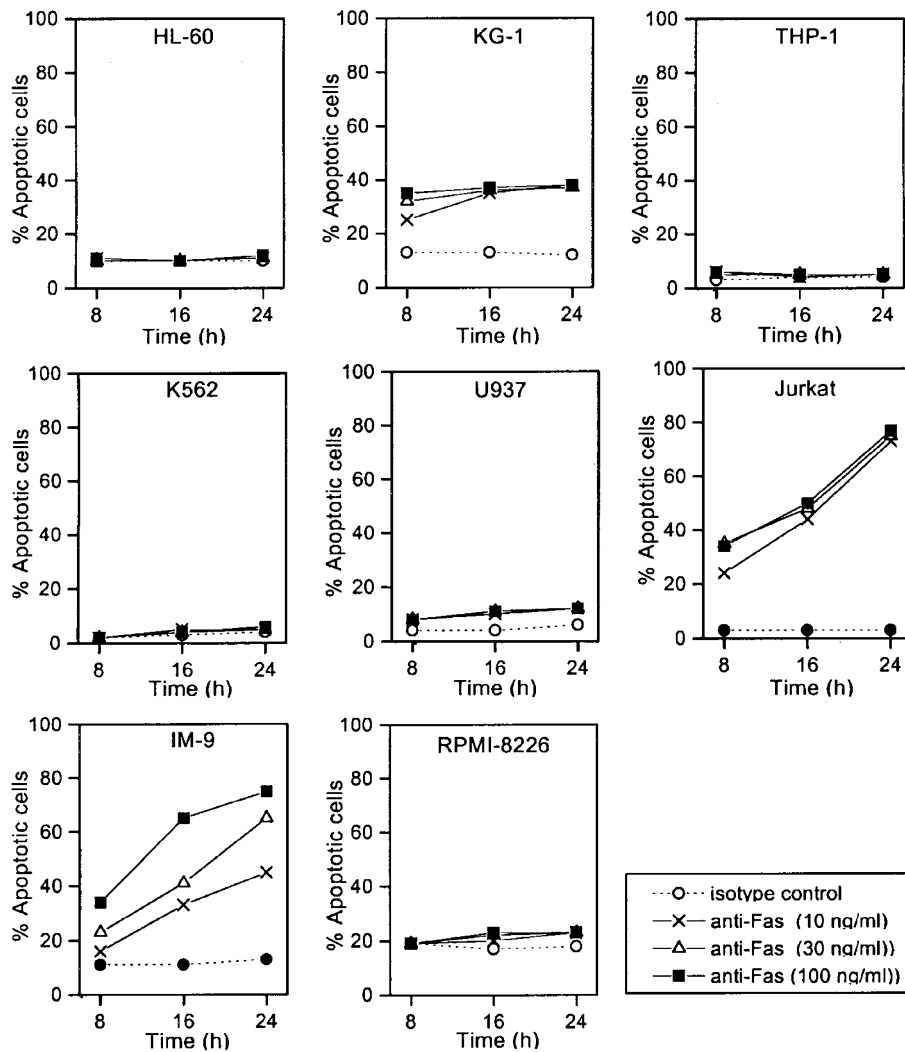 HL-60
% Apoptotic cells
100
80
60
40
20
0
8 16 24
Time (h)
KG-1
% Apoptotic cells
100
80
60
40
20
0
8 16 24
Time (h)
THP-1
% Apoptotic cells
100
80
60
40
20
0
8 16 24
Time (h)
K562
% Apoptotic cells
100
80
60
40
20
0
8 16 24
Time (h)
U937
% Apoptotic cells
100
80
60
40
20
0
8 16 24
Time (h)
Jurkat
% Apoptotic cells
100
80
60
40
20
0
8 16 24
Time (h)
IM-9
% Apoptotic cells
100
80
60
40
20
0
8 16 24
Time (h)
RPMI-8226
% Apoptotic cells
100
80
60
40
20
0
8 16 24
Time (h)
isotype control
anti-Fas (10 ng/ml)
anti-Fas (30 ng/ml))
anti-Fas (100 ng/ml))